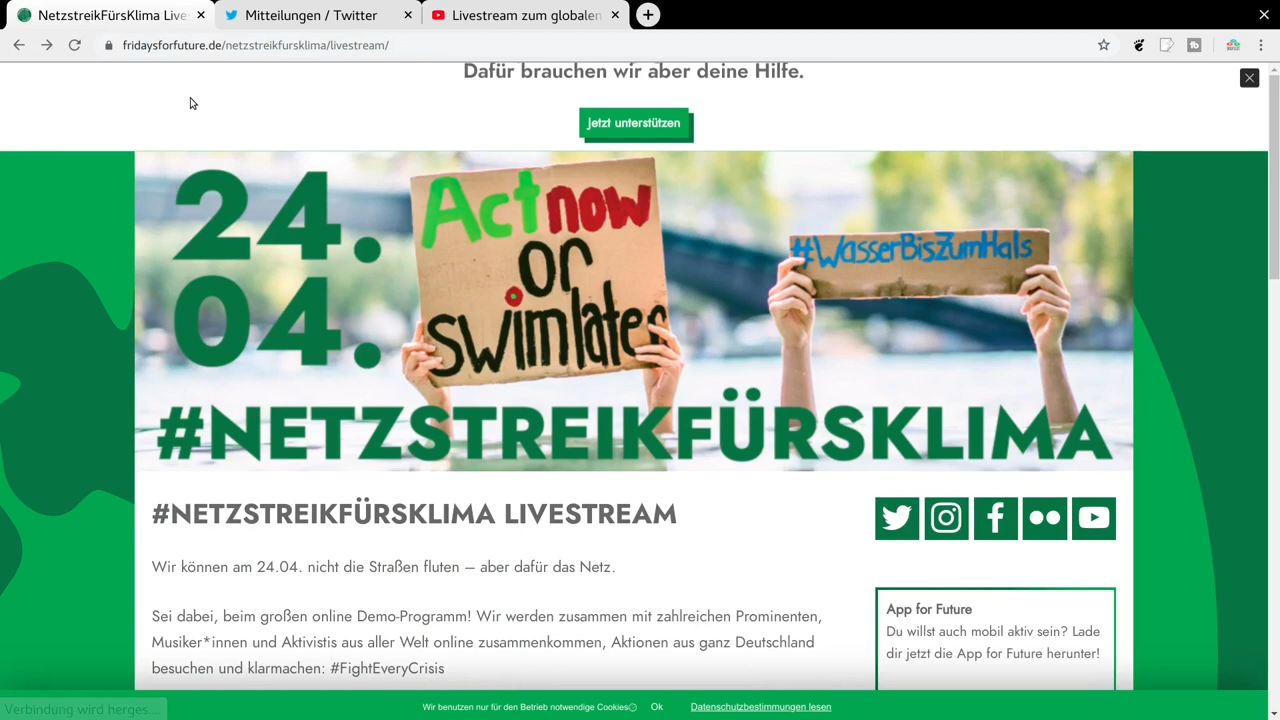 NetzstreikFürsKlima Live
Mitteilungen / Twitter
Livestream zum globalen
fridaysforfuture.de/netzstreikfursklima/livestream/
Dafür brauchen wir aber deine Hilfe.
Jetzt unterstützen
24.
04.
Act now
or
swim later
#WasserBisZumHals
#NETZSTREIKFÜRSKLIMA
#NETZSTREIKFÜRSKLIMA LIVESTREAM
Wir können am 24.04. nicht die Straßen fluten – aber dafür das Netz.
Sei dabei, beim großen online Demo-Programm! Wir werden zusammen mit zahlreichen Prominenten,
Musiker*innen und Aktivistis aus aller Welt online zusammenkommen, Aktionen aus ganz Deutschland
besuchen und klarmachen: #FightEveryCrisis
App for Future
Du willst auch mobil aktiv sein? Lade
dir jetzt die App for Future herunter!
Wir benutzen nur für den Betrieb notwendige Cookies
Ok
Datenschutzbestimmungen lesen
Verbindung wird herges...